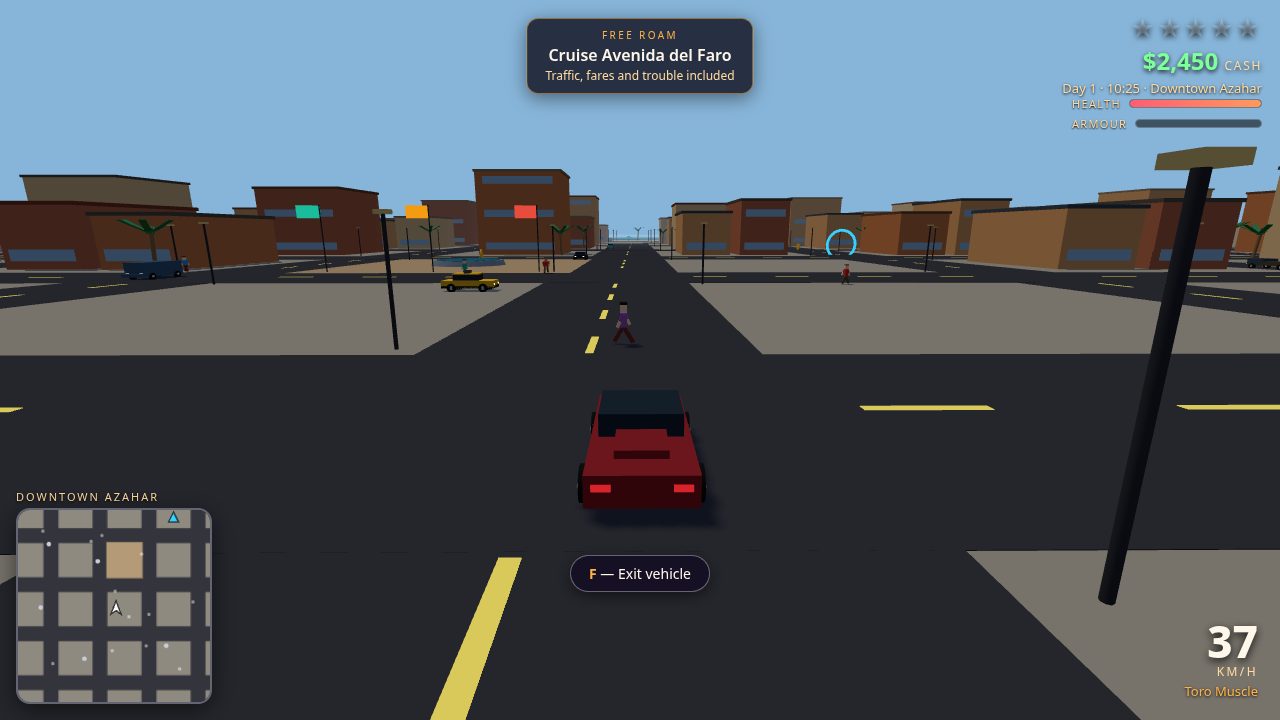 FREE ROAM
Cruise Avenida del Faro
Traffic, fares and trouble included
$2,450 CASH
Day 1 · 10:25 · Downtown Azahar
HEALTH
ARMOUR
DOWNTOWN AZAHAR
F — Exit vehicle
37
KM/H
Toro Muscle